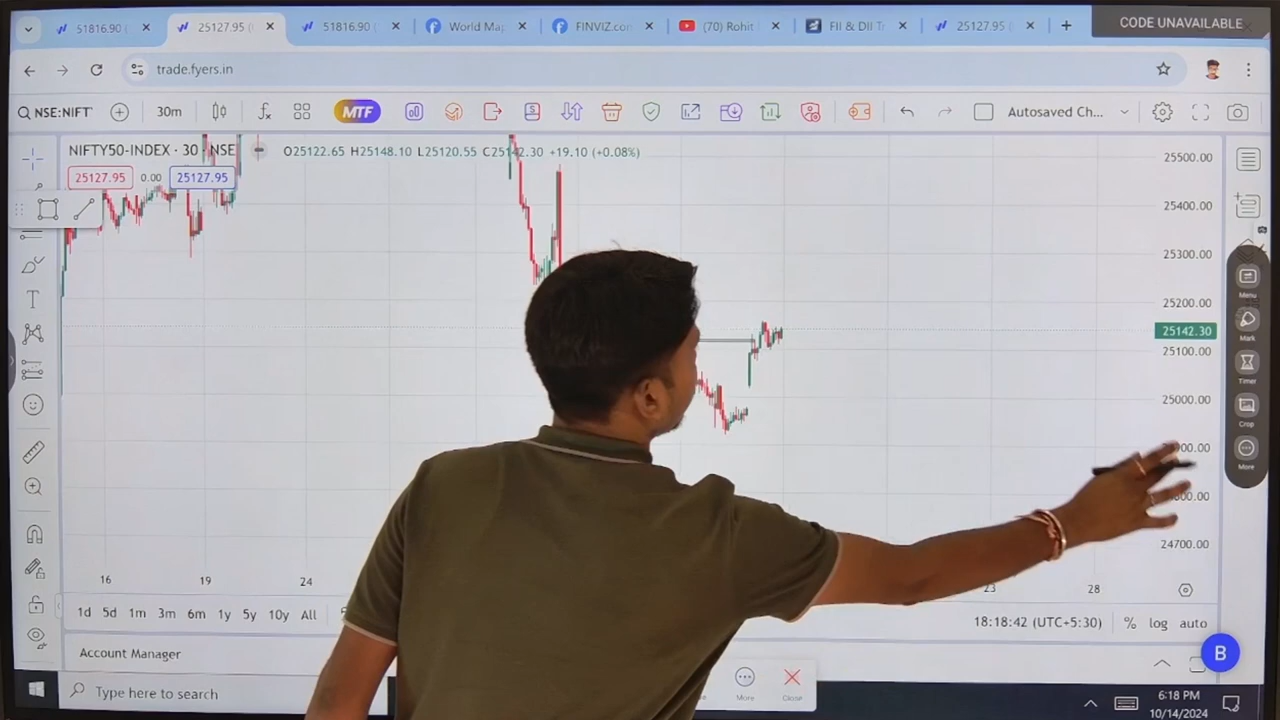 51816.90 (
25127.95 (
51816.90 (
World Map
FINVIZ.com
(70) Rohit
FII & DII Tr
25127.95 (
CODE UNAVAILABLE
trade.fyers.in
NSE:NIFT
30m
MTF
Autosaved Ch...
NIFTY50-INDEX · 30 · NSE
O25122.65 H25148.10 L25120.55 C25142.30 +19.10 (+0.08%)
25127.95
0.00
25127.95
25500.00
25400.00
25300.00
25200.00
25142.30
25100.00
25000.00
24700.00
Menu
Mark
Timer
Crop
More
16
19
24
23
28
1d 5d 1m 3m 6m 1y 5y 10y All
18:18:42 (UTC+5:30)
% log auto
Account Manager
B
Type here to search
More
Close
6:18 PM
10/14/2024